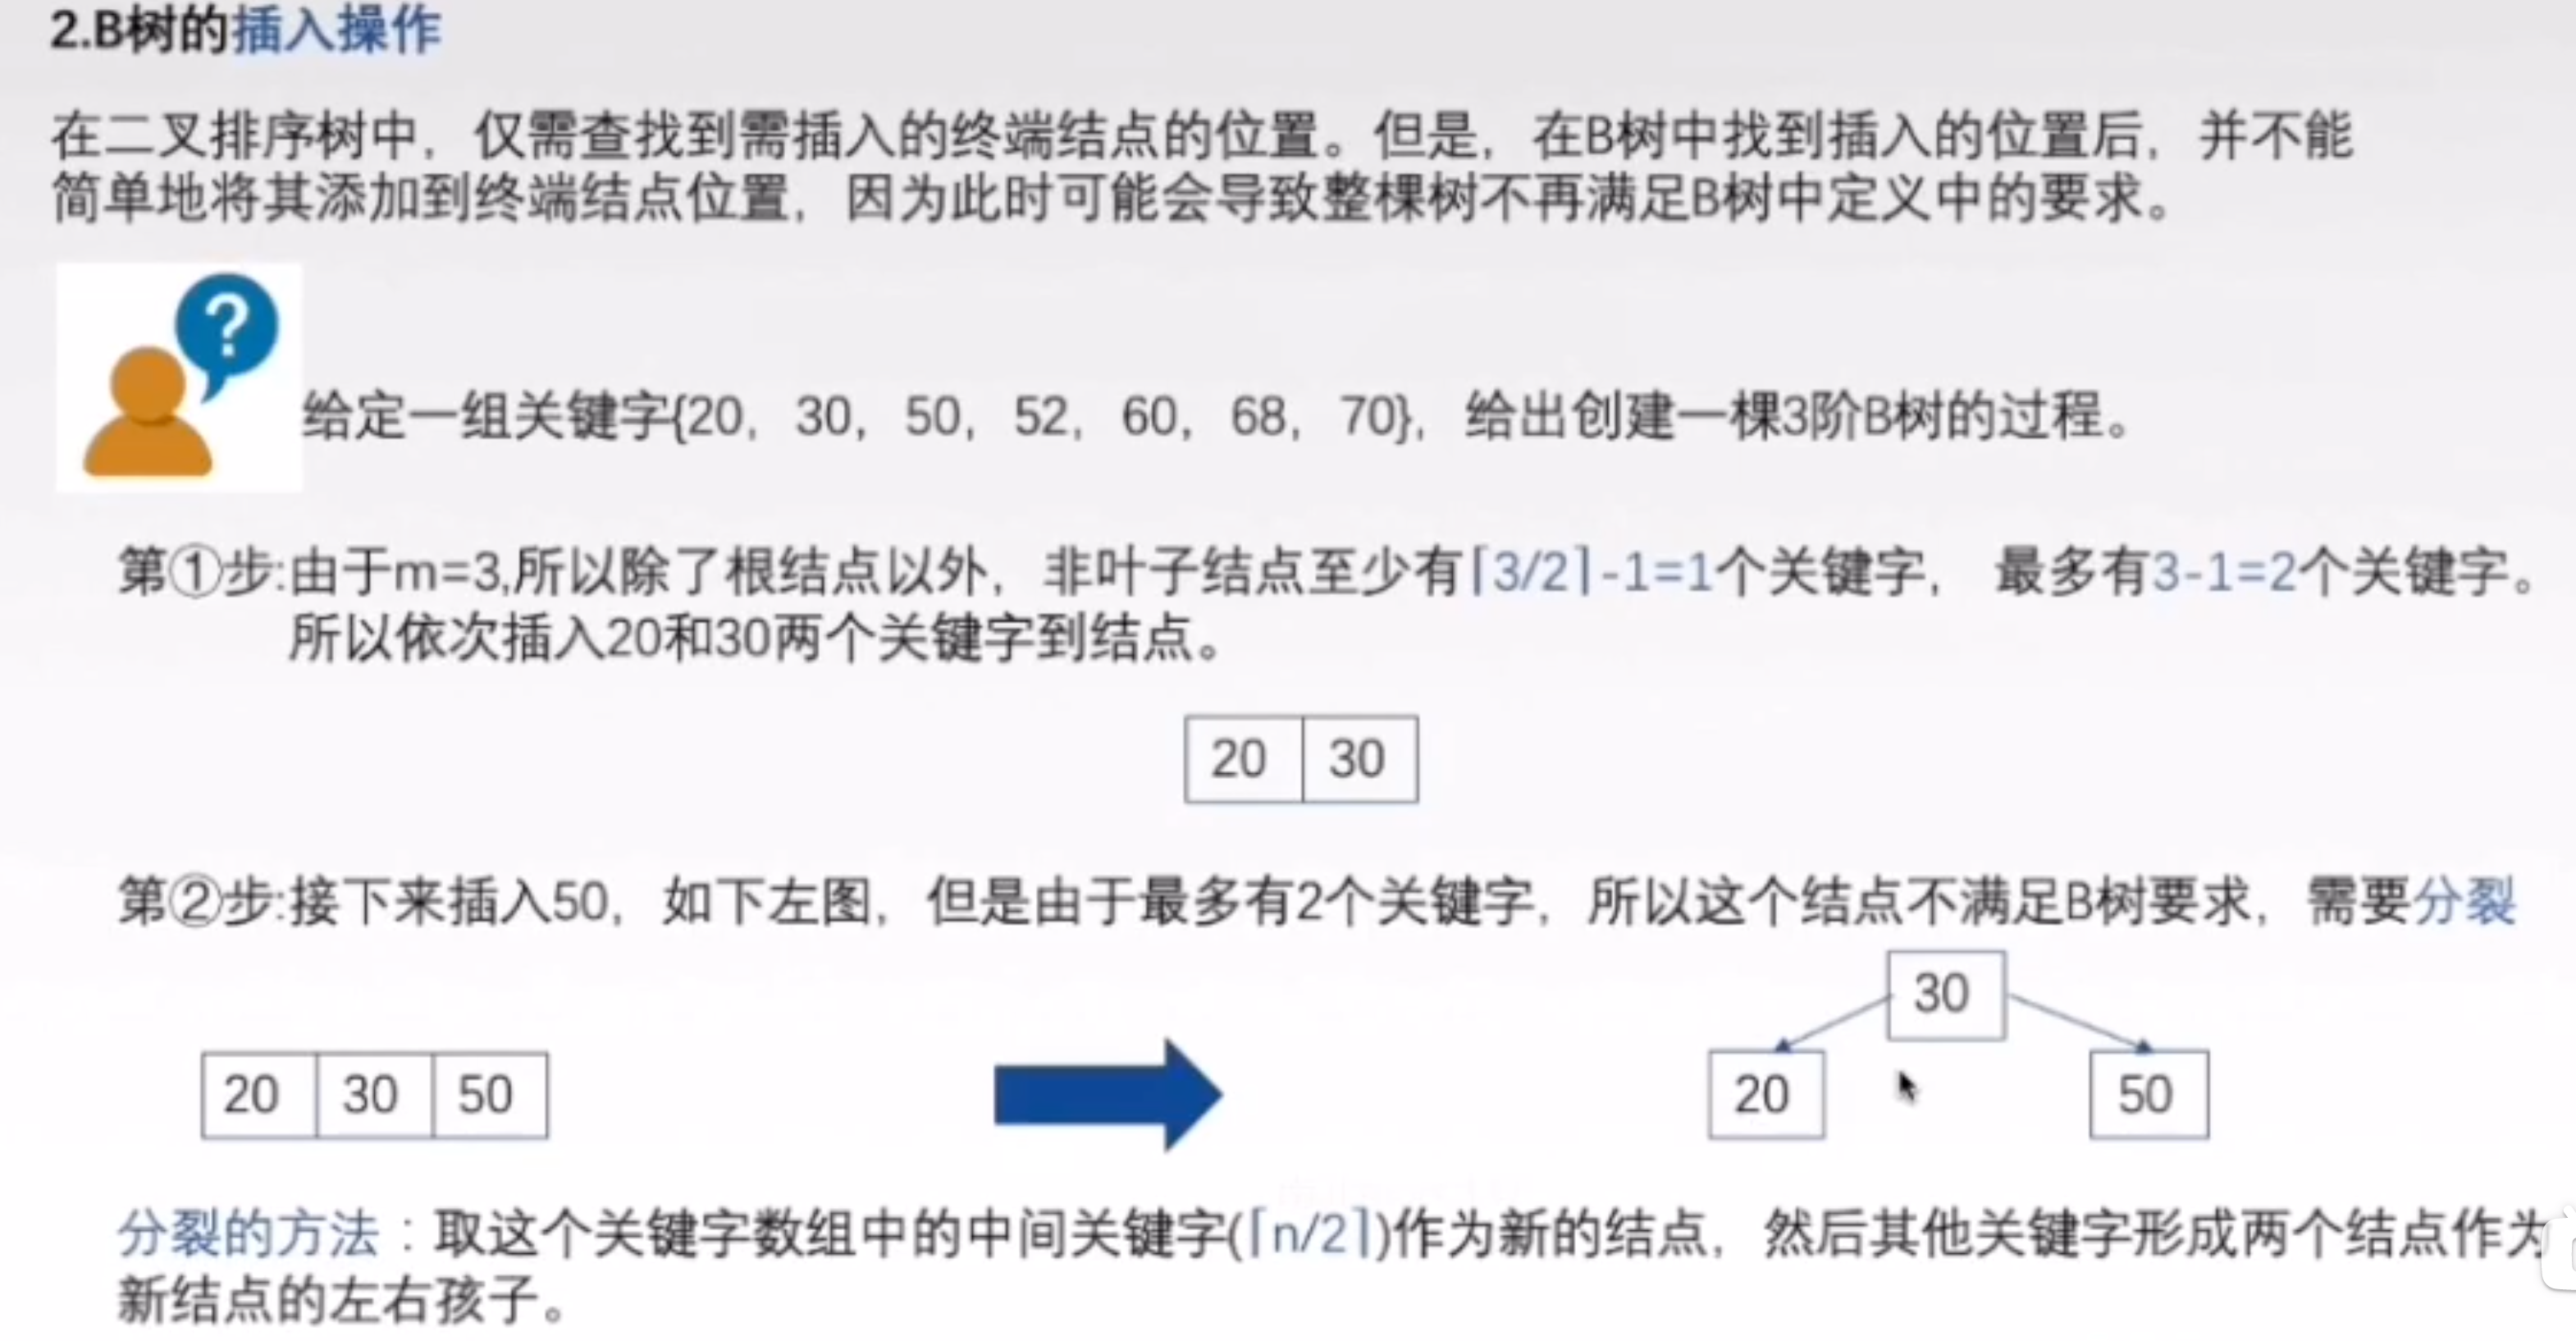 2.B树的插入操作
在二叉排序树中，仅需查找到需插入的终端结点的位置。但是，在B树中找到插入的位置后，并不能
简单地将其添加到终端结点位置，因为此时可能会导致整棵树不再满足B树中定义中的要求。
?
给定一组关键字{20，30，50，52，60，68，70}，给出创建一棵3阶B树的过程。
第①步:由于m=3,所以除了根结点以外，非叶子结点至少有⌈3/2⌉-1=1个关键字， 最多有3-1=2个关键字。
所以依次插入20和30两个关键字到结点。
20 30
第②步:接下来插入50，如下左图，但是由于最多有2个关键字，所以这个结点不满足B树要求，需要分裂
30
20 30 50
20 50
分裂的方法：取这个关键字数组中的中间关键字(⌈n/2⌉)作为新的结点，然后其他关键字形成两个结点作为
新结点的左右孩子。